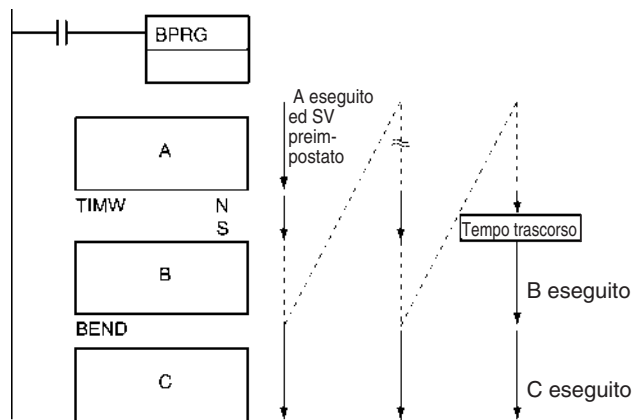 BPRG
A eseguito
ed SV
preim-
postato
A
TIMW N
S
Tempo trascorso
B
B eseguito
BEND
C
C eseguito